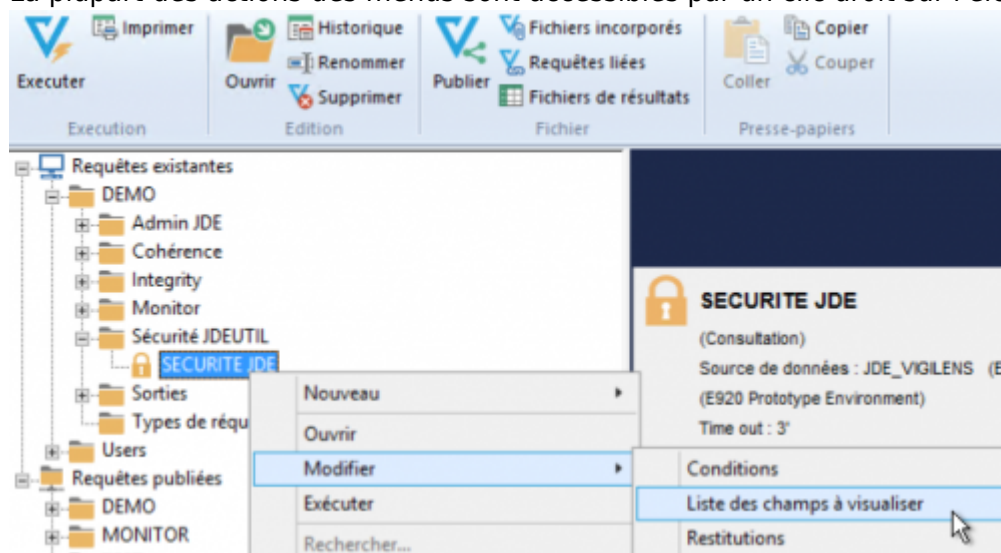 Imprimer
Executer
Execution
Ouvrir
Historique
Renommer
Supprimer
Edition
Publier
Fichiers incorporés
Requêtes liées
Fichiers de résultats
Fichier
Coller
Copier
Couper
Presse-papiers
Requêtes existantes
DEMO
Admin JDE
Cohérence
Integrity
Monitor
Sécurité JDEUTIL
SECURITE JDE
Sorties
Types de réqu
Users
Requêtes publiées
DEMO
MONITOR
Nouveau
Ouvrir
Modifier
Exécuter
Rechercher...
SECURITE JDE
(Consultation)
Source de données : JDE_VIGILENS (E
(E920 Prototype Environment)
Time out : 3'
Conditions
Liste des champs à visualiser
Restitutions